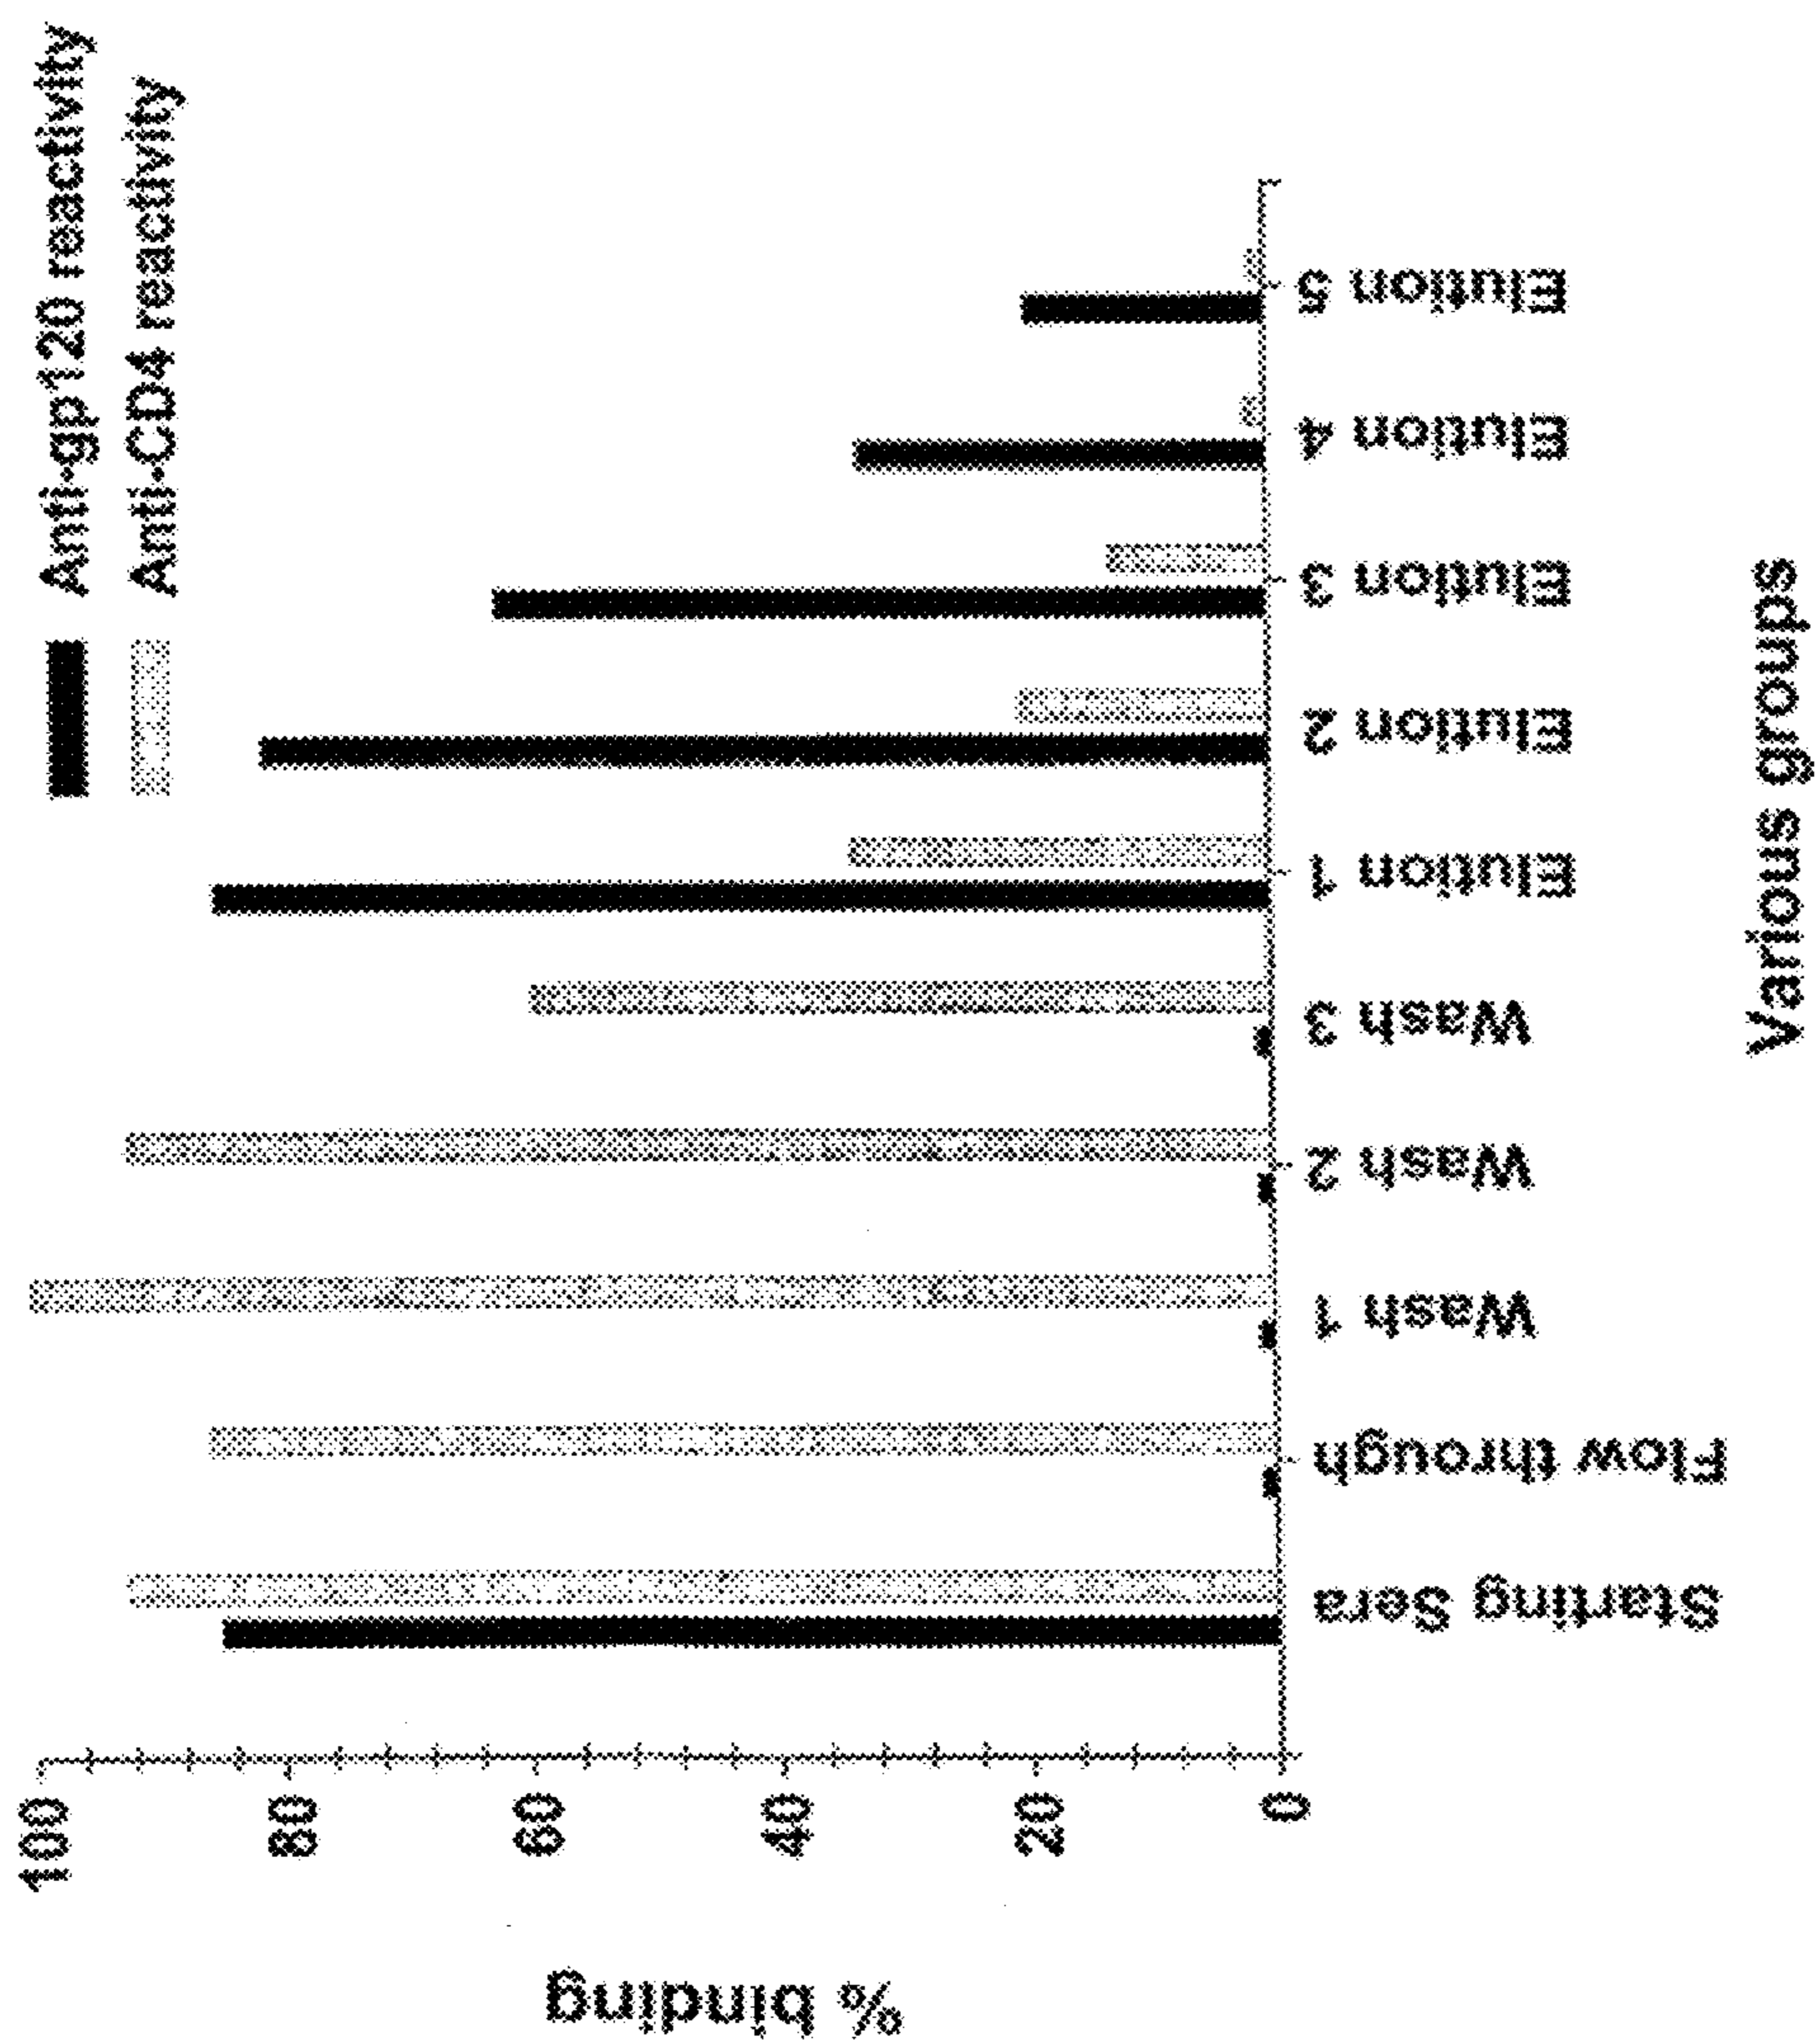 Anti-gp120 reactivity
Anti-CD4 reactivity
% binding
100
80
60
40
20
0
Starting Sera
Flow through
Wash 1
Wash 2
Wash 3
Elution 1
Elution 2
Elution 3
Elution 4
Elution 5
Various groups